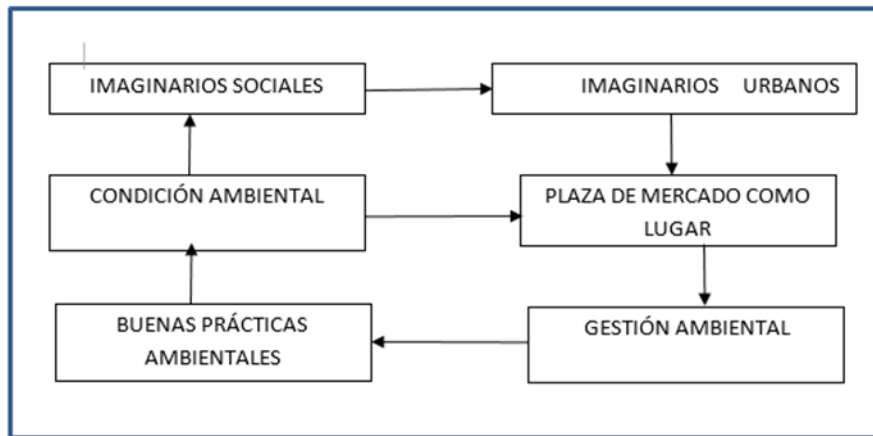 IMAGINARIOS SOCIALES
IMAGINARIOS URBANOS
CONDICIÓN AMBIENTAL
PLAZA DE MERCADO COMO
LUGAR
BUENAS PRÁCTICAS
AMBIENTALES
GESTIÓN AMBIENTAL